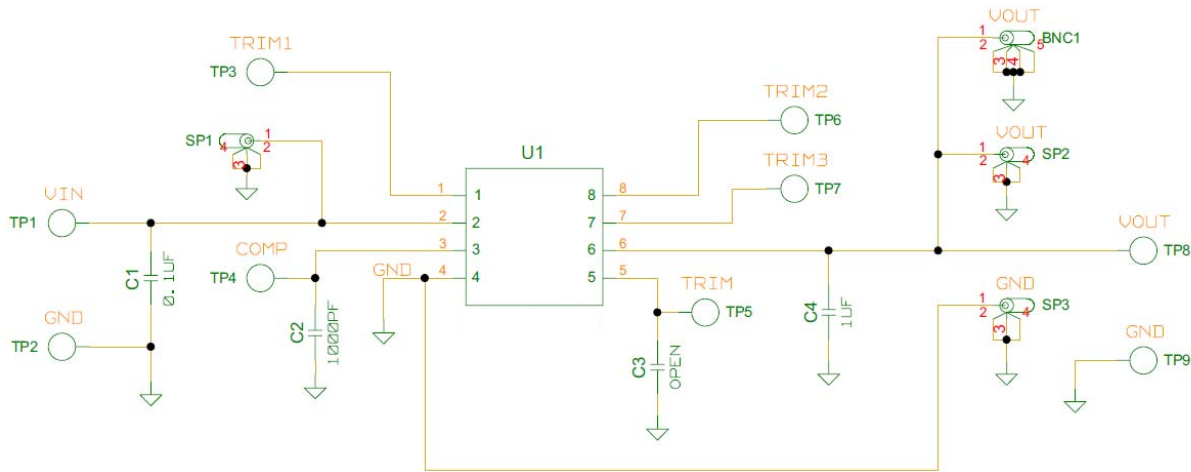 VOUT
1
2
BNC1
5
3
4
TRIM1
TP3
TRIM2
TP6
SP1
4
1
2
3
VOUT
1
2
SP2
4
3
U1
TRIM3
TP7
VIN
TP1
1
1
8
8
2
2
7
7
3
3
6
6
4
4
5
5
COMP
TP4
GND
VOUT
TP8
C1
0.1UF
TRIM
TP5
GND
1
2
SP3
4
3
C4
1UF
GND
TP2
C2
1000PF
C3
OPEN
GND
TP9